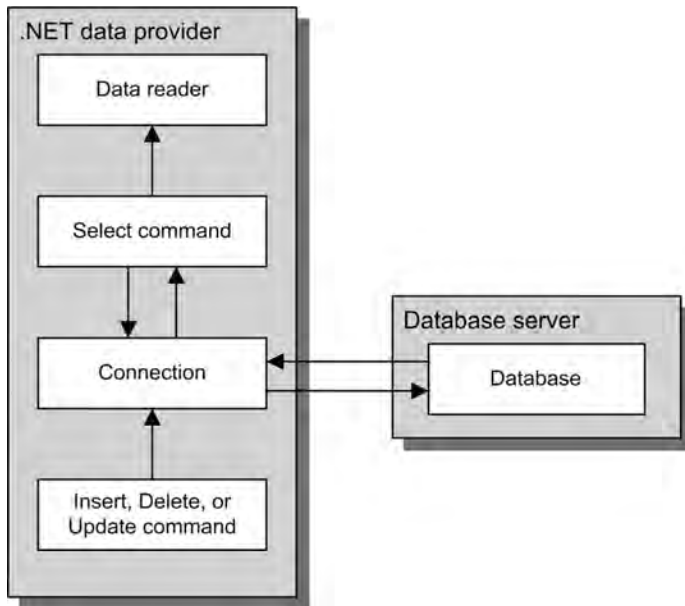 .NET data provider
Data reader
Select command
Connection
Insert, Delete, or
Update command
Database server
Database